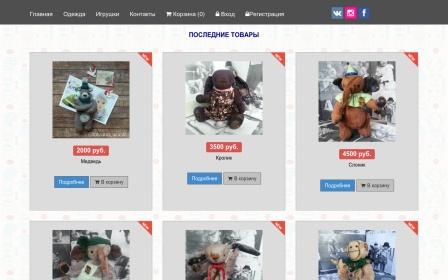 Главная Одежда Игрушки Контакты Корзина (0) Вход Регистрация
ПОСЛЕДНИЕ ТОВАРЫ
NEW NEW NEW
2000 руб. 3500 руб. 4500 руб.
Медведь Кролик Слоник
Подробнее В корзину Подробнее В корзину Подробнее В корзину
NEW NEW NEW